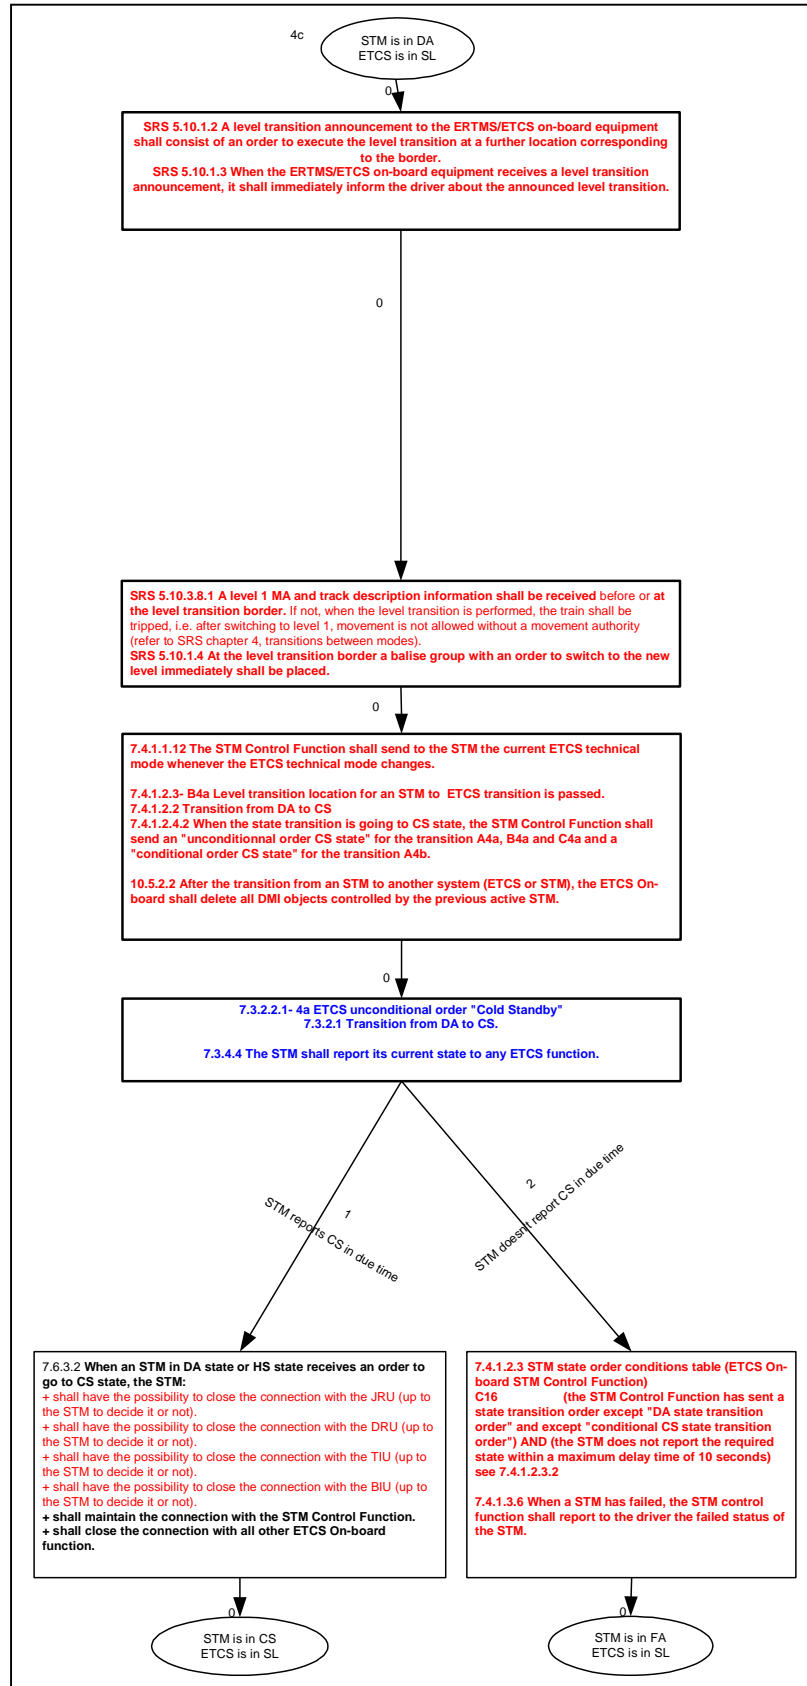 4c
STM is in DA
ETCS is in SL
0
SRS 5.10.1.2 A level transition announcement to the ERTMS/ETCS on-board equipment
shall consist of an order to execute the level transition at a further location corresponding
to the border.
SRS 5.10.1.3 When the ERTMS/ETCS on-board equipment receives a level transition
announcement, it shall immediately inform the driver about the announced level transition.
0
SRS 5.10.3.8.1 A level 1 MA and track description information shall be received before or at
the level transition border. If not, when the level transition is performed, the train shall be
tripped, i.e. after switching to level 1, movement is not allowed without a movement authority
(refer to SRS chapter 4, transitions between modes).
SRS 5.10.1.4 At the level transition border a balise group with an order to switch to the new
level immediately shall be placed.
0
7.4.1.1.12 The STM Control Function shall send to the STM the current ETCS technical
mode whenever the ETCS technical mode changes.
7.4.1.2.3- B4a Level transition location for an STM to ETCS transition is passed.
7.4.1.2.2 Transition from DA to CS
7.4.1.2.4.2 When the state transition is going to CS state, the STM Control Function shall
send an "unconditionnal order CS state" for the transition A4a, B4a and C4a and a
"conditional order CS state" for the transition A4b.
10.5.2.2 After the transition from an STM to another system (ETCS or STM), the ETCS On-
board shall delete all DMI objects controlled by the previous active STM.
0
7.3.2.2.1- 4a ETCS unconditional order "Cold Standby"
7.3.2.1 Transition from DA to CS.
7.3.4.4 The STM shall report its current state to any ETCS function.
1
STM reports CS in due time
2
STM doesn't report CS in due time
7.6.3.2 When an STM in DA state or HS state receives an order to
go to CS state, the STM:
+ shall have the possibility to close the connection with the JRU (up to
the STM to decide it or not).
+ shall have the possibility to close the connection with the DRU (up to
the STM to decide it or not).
+ shall have the possibility to close the connection with the TIU (up to
the STM to decide it or not).
+ shall have the possibility to close the connection with the BIU (up to
the STM to decide it or not).
+ shall maintain the connection with the STM Control Function.
+ shall close the connection with all other ETCS On-board
function.
7.4.1.2.3 STM state order conditions table (ETCS On-
board STM Control Function)
C16 (the STM Control Function has sent a
state transition order except "DA state transition
order" and except "conditional CS state transition
order") AND (the STM does not report the required
state within a maximum delay time of 10 seconds)
see 7.4.1.2.3.2
7.4.1.3.6 When a STM has failed, the STM control
function shall report to the driver the failed status of
the STM.
0
STM is in CS
ETCS is in SL
0
STM is in FA
ETCS is in SL